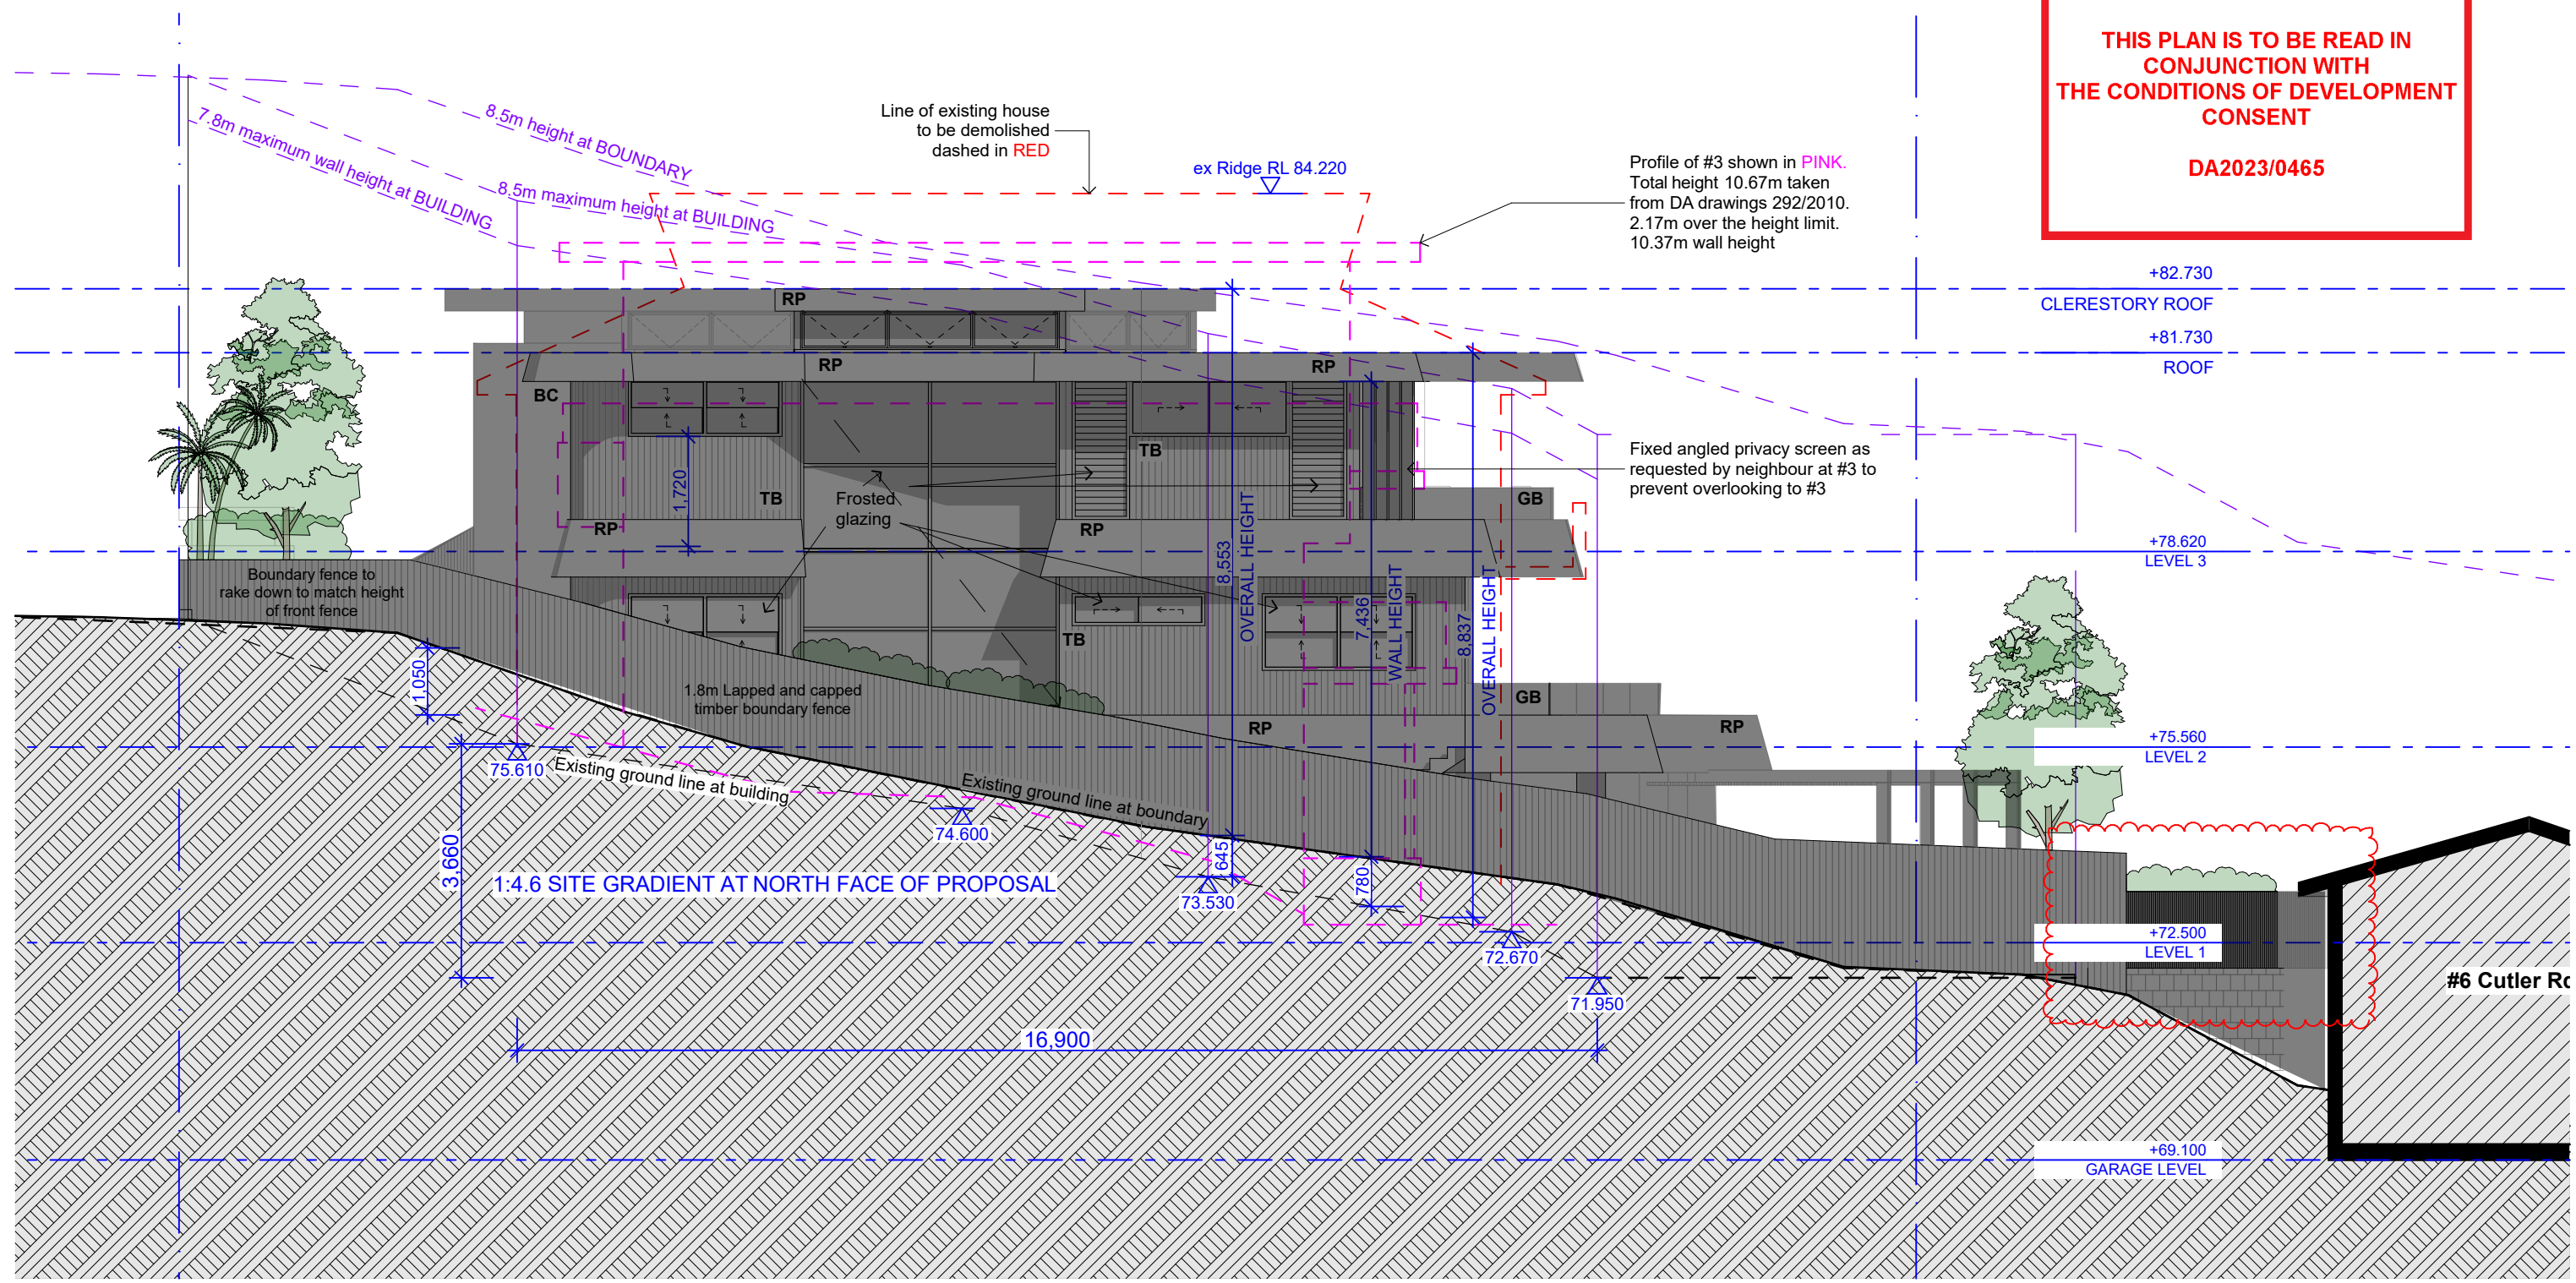 THIS PLAN IS TO BE READ IN
CONJUNCTION WITH
THE CONDITIONS OF DEVELOPMENT
CONSENT
DA2023/0465
8.5m height at BOUNDARY
7.8m maximum wall height at BUILDING
8.5m maximum height at BUILDING
Line of existing house
to be demolished
dashed in RED
ex Ridge RL 84.220
Profile of #3 shown in PINK.
Total height 10.67m taken
from DA drawings 292/2010.
2.17m over the height limit.
10.37m wall height
+82.730
CLERESTORY ROOF
+81.730
ROOF
RP
RP
RP
BC
TB
TB
1,720
Frosted
glazing
Fixed angled privacy screen as
requested by neighbour at #3 to
prevent overlooking to #3
GB
RP
RP
8,553
OVERALL HEIGHT
7,436
WALL HEIGHT
8,837
OVERALL HEIGHT
+78.620
LEVEL 3
Boundary fence to
rake down to match height
of front fence
TB
1,050
1.8m Lapped and capped
timber boundary fence
GB
RP
RP
+75.560
LEVEL 2
75.610
Existing ground line at building
Existing ground line at boundary
74.600
3,660
645
780
1:4.6 SITE GRADIENT AT NORTH FACE OF PROPOSAL
73.530
72.670
+72.500
LEVEL 1
71.950
#6 Cutler Rd
16,900
+69.100
GARAGE LEVEL